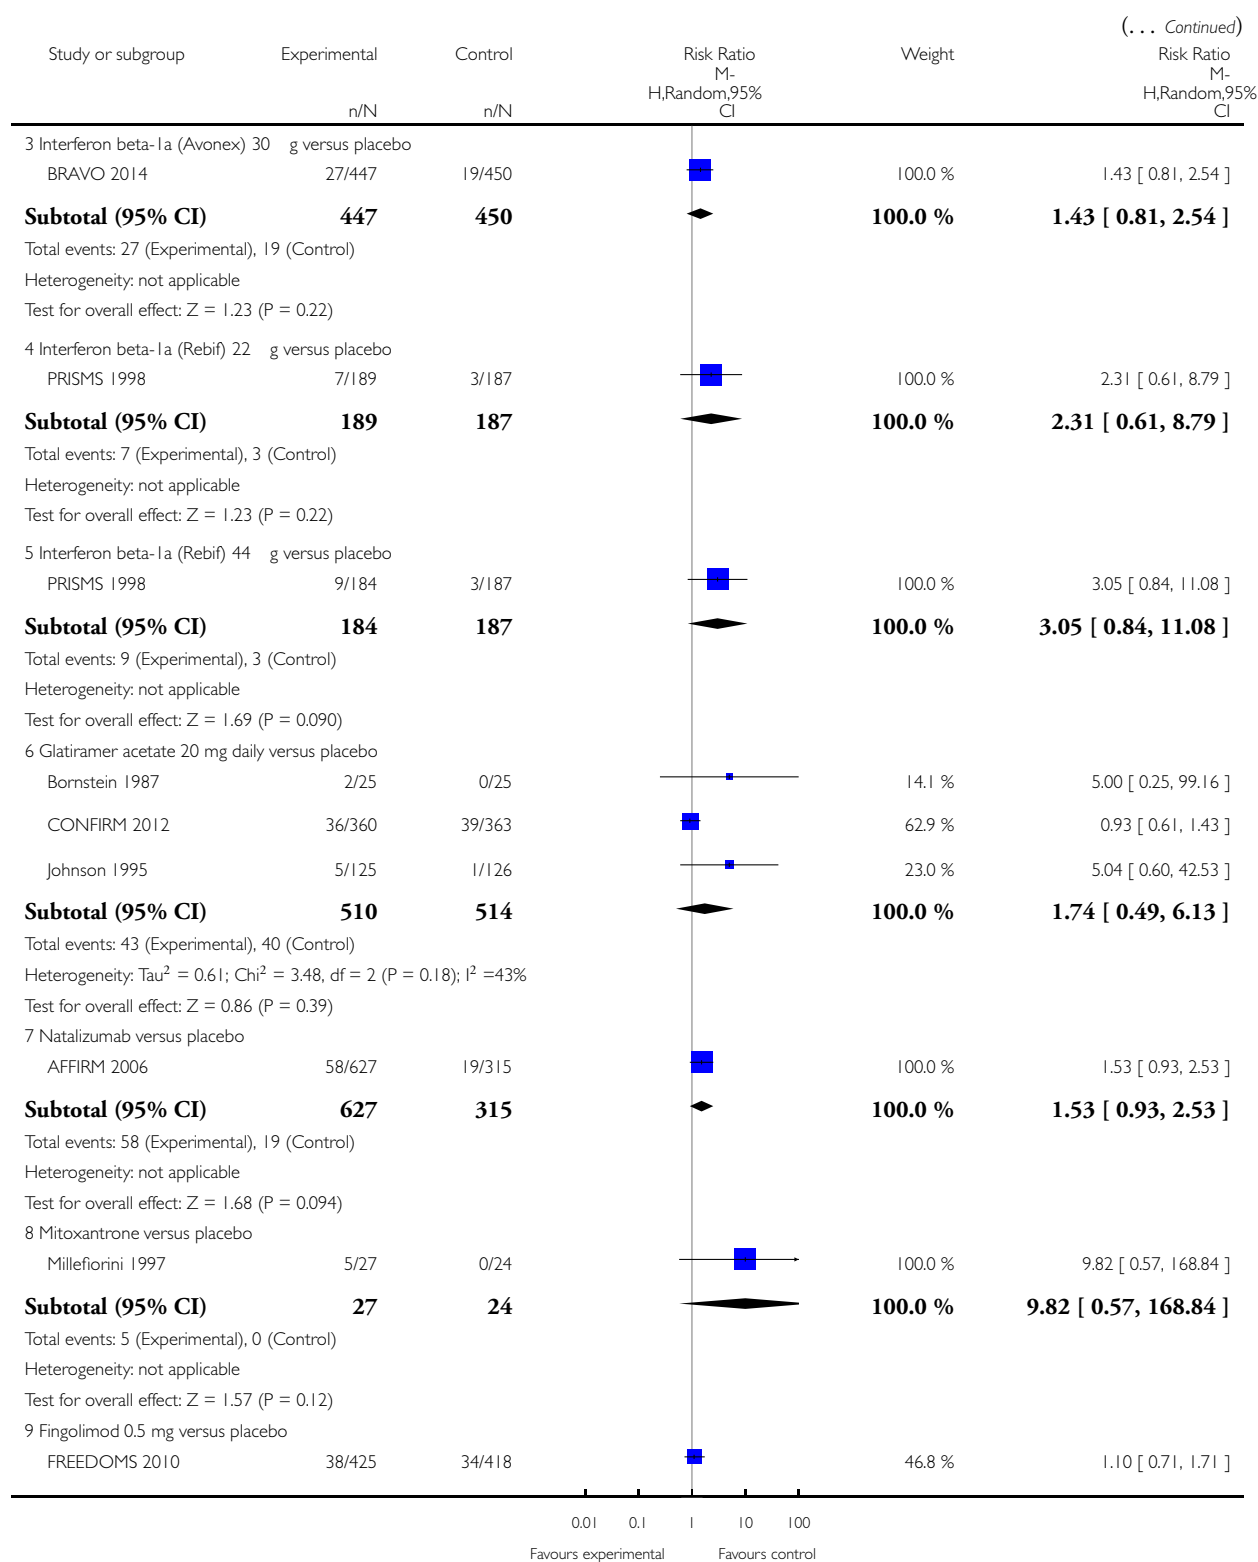 (... Continued)
Study or subgroup Experimental Control Risk Ratio Weight Risk Ratio
M- M-
H,Random,95% H,Random,95%
n/N n/N CI CI
3 Interferon beta-1a (Avonex) 30 g versus placebo
BRAVO 2014 27/447 19/450 100.0 % 1.43 [ 0.81, 2.54 ]
Subtotal (95% CI) 447 450 100.0 % 1.43 [ 0.81, 2.54 ]
Total events: 27 (Experimental), 19 (Control)
Heterogeneity: not applicable
Test for overall effect: Z = 1.23 (P = 0.22)
4 Interferon beta-1a (Rebif) 22 g versus placebo
PRISMS 1998 7/189 3/187 100.0 % 2.31 [ 0.61, 8.79 ]
Subtotal (95% CI) 189 187 100.0 % 2.31 [ 0.61, 8.79 ]
Total events: 7 (Experimental), 3 (Control)
Heterogeneity: not applicable
Test for overall effect: Z = 1.23 (P = 0.22)
5 Interferon beta-1a (Rebif) 44 g versus placebo
PRISMS 1998 9/184 3/187 100.0 % 3.05 [ 0.84, 11.08 ]
Subtotal (95% CI) 184 187 100.0 % 3.05 [ 0.84, 11.08 ]
Total events: 9 (Experimental), 3 (Control)
Heterogeneity: not applicable
Test for overall effect: Z = 1.69 (P = 0.090)
6 Glatiramer acetate 20 mg daily versus placebo
Bornstein 1987 2/25 0/25 14.1 % 5.00 [ 0.25, 99.16 ]
CONFIRM 2012 36/360 39/363 62.9 % 0.93 [ 0.61, 1.43 ]
Johnson 1995 5/125 1/126 23.0 % 5.04 [ 0.60, 42.53 ]
Subtotal (95% CI) 510 514 100.0 % 1.74 [ 0.49, 6.13 ]
Total events: 43 (Experimental), 40 (Control)
Heterogeneity: Tau² = 0.61; Chi² = 3.48, df = 2 (P = 0.18); I² =43%
Test for overall effect: Z = 0.86 (P = 0.39)
7 Natalizumab versus placebo
AFFIRM 2006 58/627 19/315 100.0 % 1.53 [ 0.93, 2.53 ]
Subtotal (95% CI) 627 315 100.0 % 1.53 [ 0.93, 2.53 ]
Total events: 58 (Experimental), 19 (Control)
Heterogeneity: not applicable
Test for overall effect: Z = 1.68 (P = 0.094)
8 Mitoxantrone versus placebo
Millefiorini 1997 5/27 0/24 100.0 % 9.82 [ 0.57, 168.84 ]
Subtotal (95% CI) 27 24 100.0 % 9.82 [ 0.57, 168.84 ]
Total events: 5 (Experimental), 0 (Control)
Heterogeneity: not applicable
Test for overall effect: Z = 1.57 (P = 0.12)
9 Fingolimod 0.5 mg versus placebo
FREEDOMS 2010 38/425 34/418 46.8 % 1.10 [ 0.71, 1.71 ]
0.01 0.1 1 10 100
Favours experimental Favours control